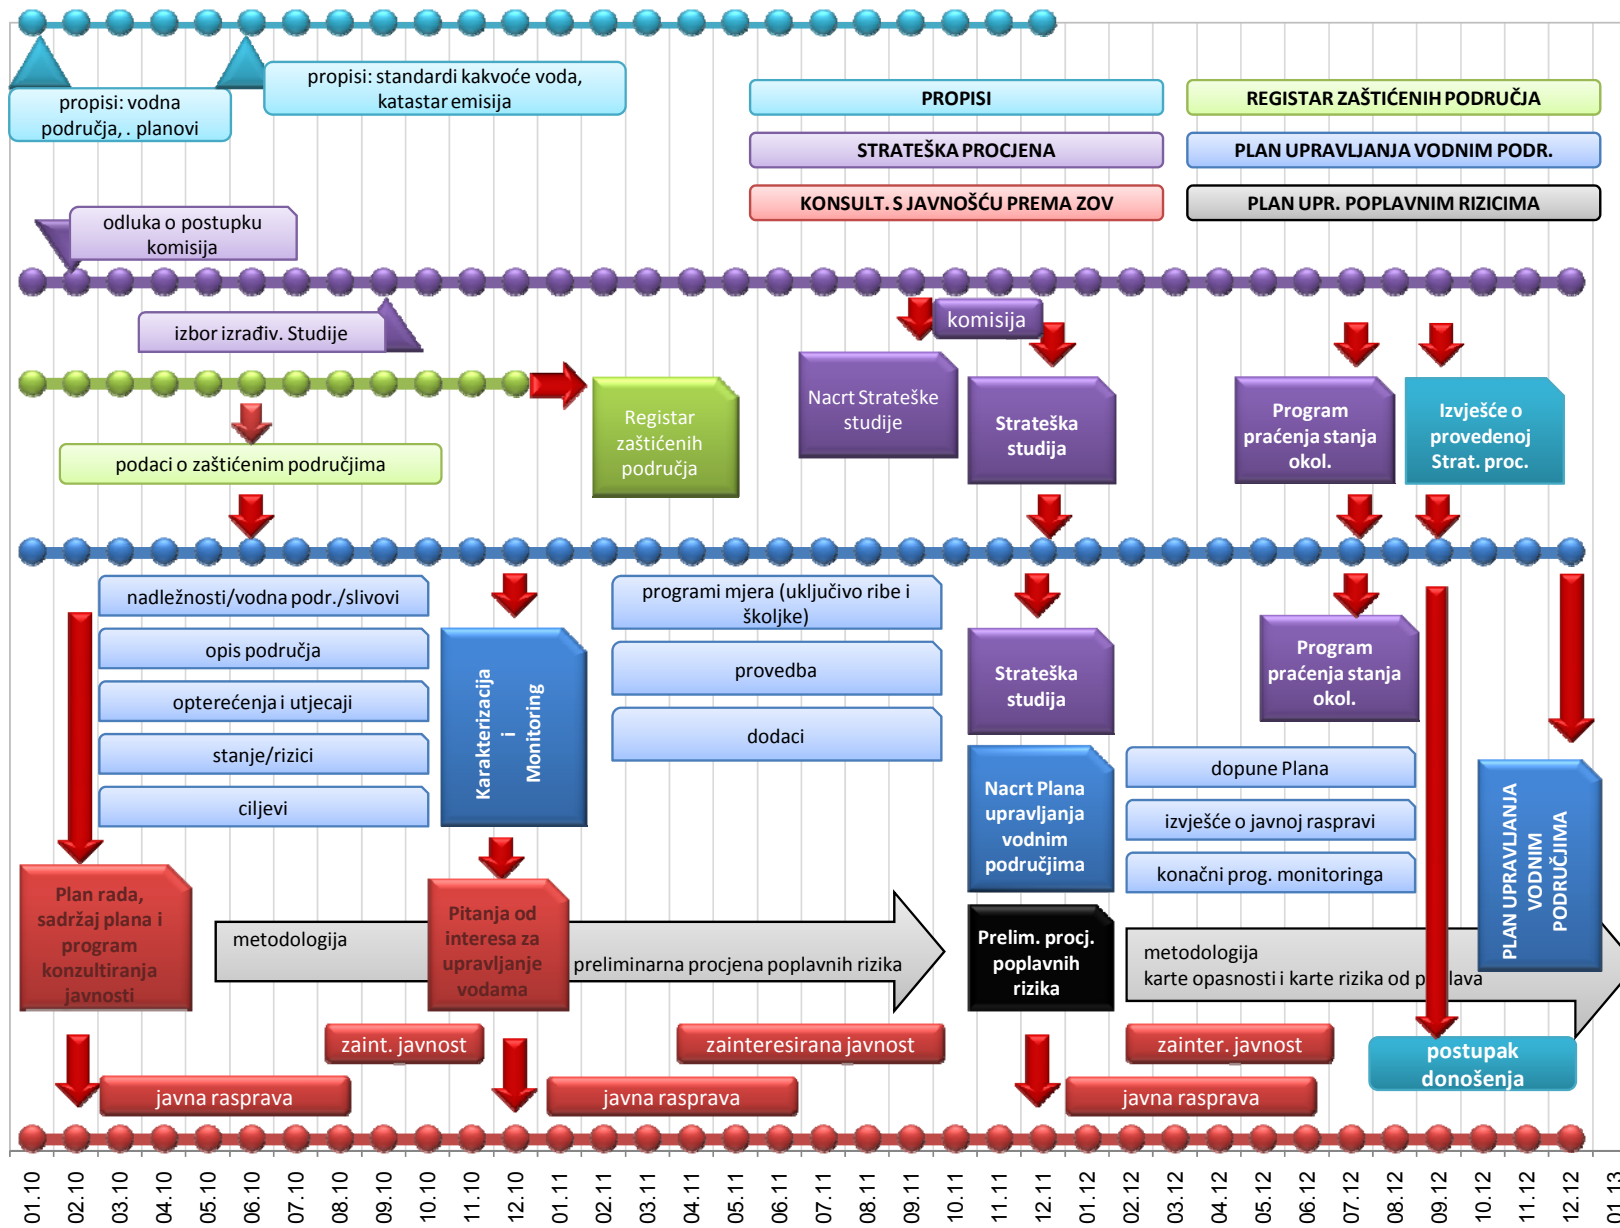 propisi: vodna
područja, . planovi
propisi: standardi kakvoće voda,
katastar emisija
PROPISI
REGISTAR ZAŠTIĆENIH PODRUČJA
STRATEŠKA PROCJENA
PLAN UPRAVLJANJA VODNIM PODR.
KONSULT. S JAVNOŠĆU PREMA ZOV
PLAN UPR. POPLAVNIM RIZICIMA
odluka o postupku
komisija
izbor izrađiv. Studije
komisija
Nacrt Strateške
studije
Strateška
studija
Program
praćenja stanja
okol.
Izvješće o
provedenoj
Strat. proc.
Registar
zaštićenih
područja
podaci o zaštićenim područjima
nadležnosti/vodna podr./slivovi
opis područja
opterećenja i utjecaji
stanje/rizici
ciljevi
Karakterizacija
i
Monitoring
programi mjera (uključivo ribe i
školjke)
provedba
dodaci
Strateška
studija
Program
praćenja stanja
okol.
Nacrt Plana
upravljanja
vodnim
područjima
dopune Plana
izvješće o javnoj raspravi
konačni prog. monitoringa
PLAN UPRAVLJANJA
VODNIM
PODRUČJIMA
Plan rada,
sadržaj plana i
program
konzultiranja
javnosti
metodologija
Pitanja od
interesa za
upravljanje
vodama
preliminarna procjena poplavnih rizika
Prelim. procj.
poplavnih
rizika
metodologija
karte opasnosti i karte rizika od p lava
zaint. javnost
zainteresirana javnost
zainter. javnost
postupak
donošenja
javna rasprava
javna rasprava
javna rasprava
01.10
02.10
03.10
04.10
05.10
06.10
07.10
08.10
09.10
10.10
11.10
12.10
01.11
02.11
03.11
04.11
05.11
06.11
07.11
08.11
09.11
10.11
11.11
12.11
01.12
02.12
03.12
04.12
05.12
06.12
07.12
08.12
09.12
10.12
11.12
12.12
01.13